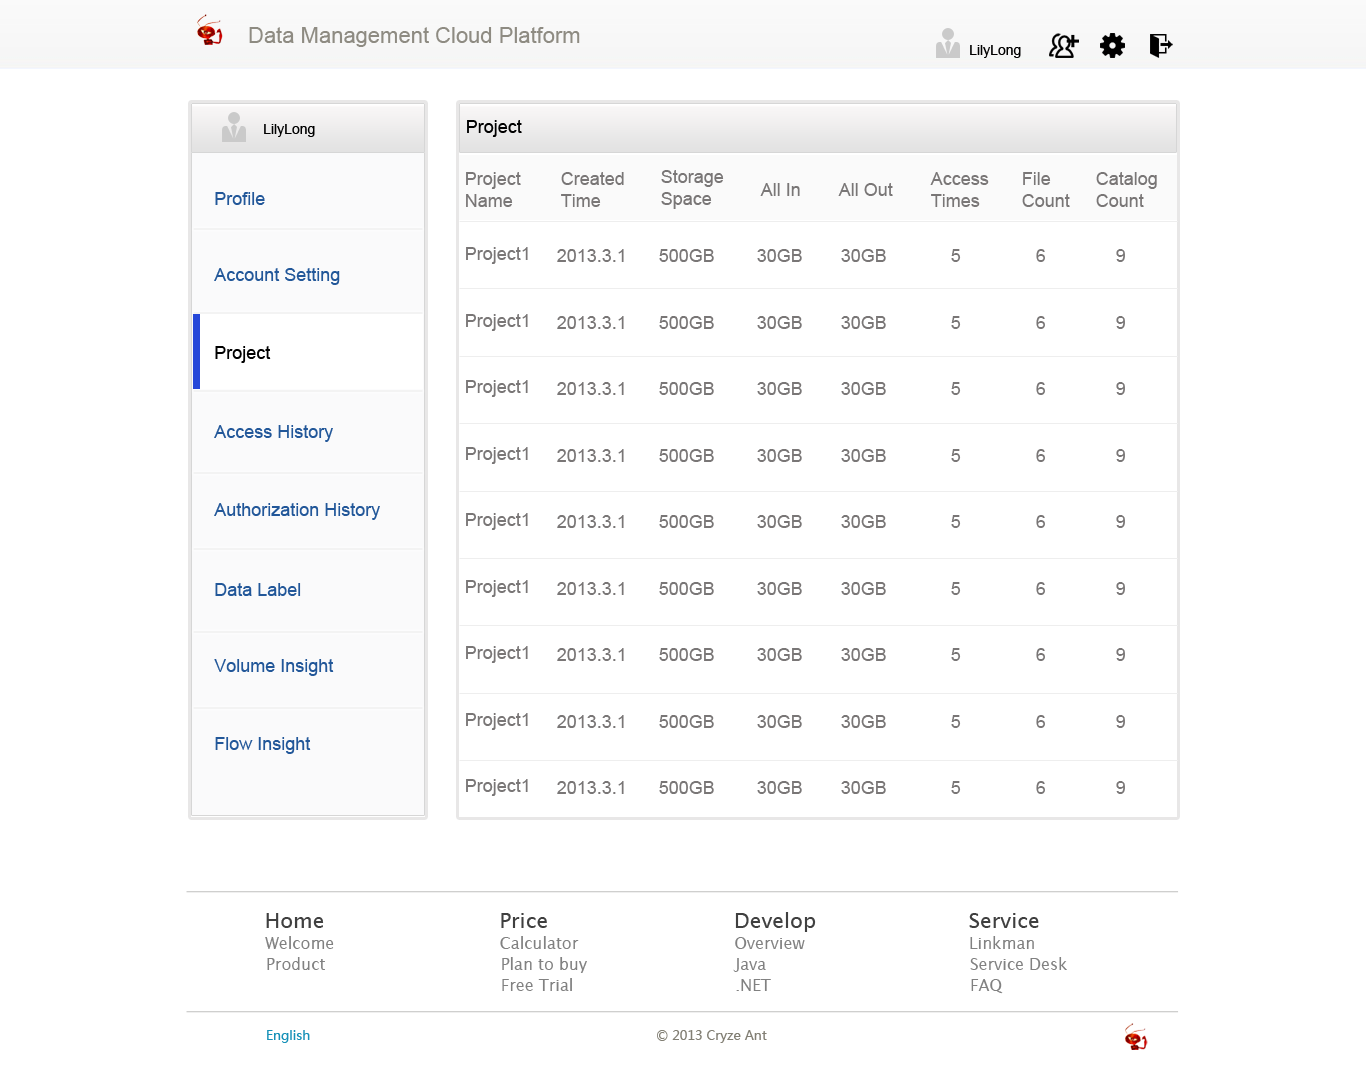 Data Management Cloud Platform
LilyLong
LilyLong
Profile
Account Setting
Project
Access History
Authorization History
Data Label
Volume Insight
Flow Insight
Project
Project Name Created Time Storage Space All In All Out Access Times File Count Catalog Count
Project1 2013.3.1 500GB 30GB 30GB 5 6 9
Project1 2013.3.1 500GB 30GB 30GB 5 6 9
Project1 2013.3.1 500GB 30GB 30GB 5 6 9
Project1 2013.3.1 500GB 30GB 30GB 5 6 9
Project1 2013.3.1 500GB 30GB 30GB 5 6 9
Project1 2013.3.1 500GB 30GB 30GB 5 6 9
Project1 2013.3.1 500GB 30GB 30GB 5 6 9
Project1 2013.3.1 500GB 30GB 30GB 5 6 9
Project1 2013.3.1 500GB 30GB 30GB 5 6 9
Home
Welcome
Product
Price
Calculator
Plan to buy
Free Trial
Develop
Overview
Java
.NET
Service
Linkman
Service Desk
FAQ
English
© 2013 Cryze Ant